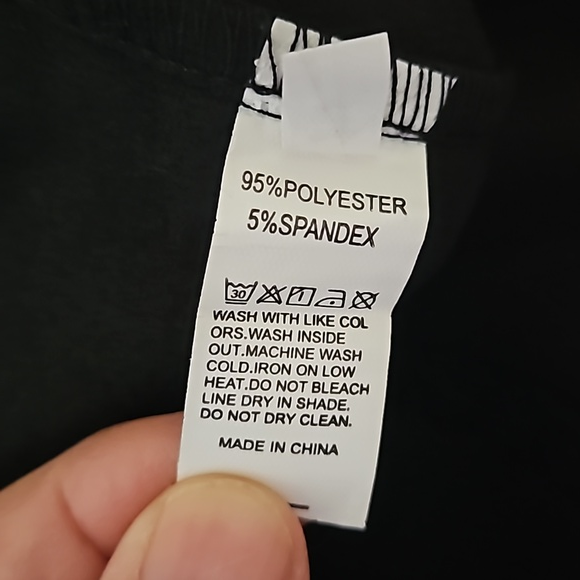 95%POLYESTER
5%SPANDEX
30
WASH WITH LIKE COL
ORS.WASH INSIDE
OUT.MACHINE WASH
COLD.IRON ON LOW
HEAT.DO NOT BLEACH
LINE DRY IN SHADE.
DO NOT DRY CLEAN.
MADE IN CHINA